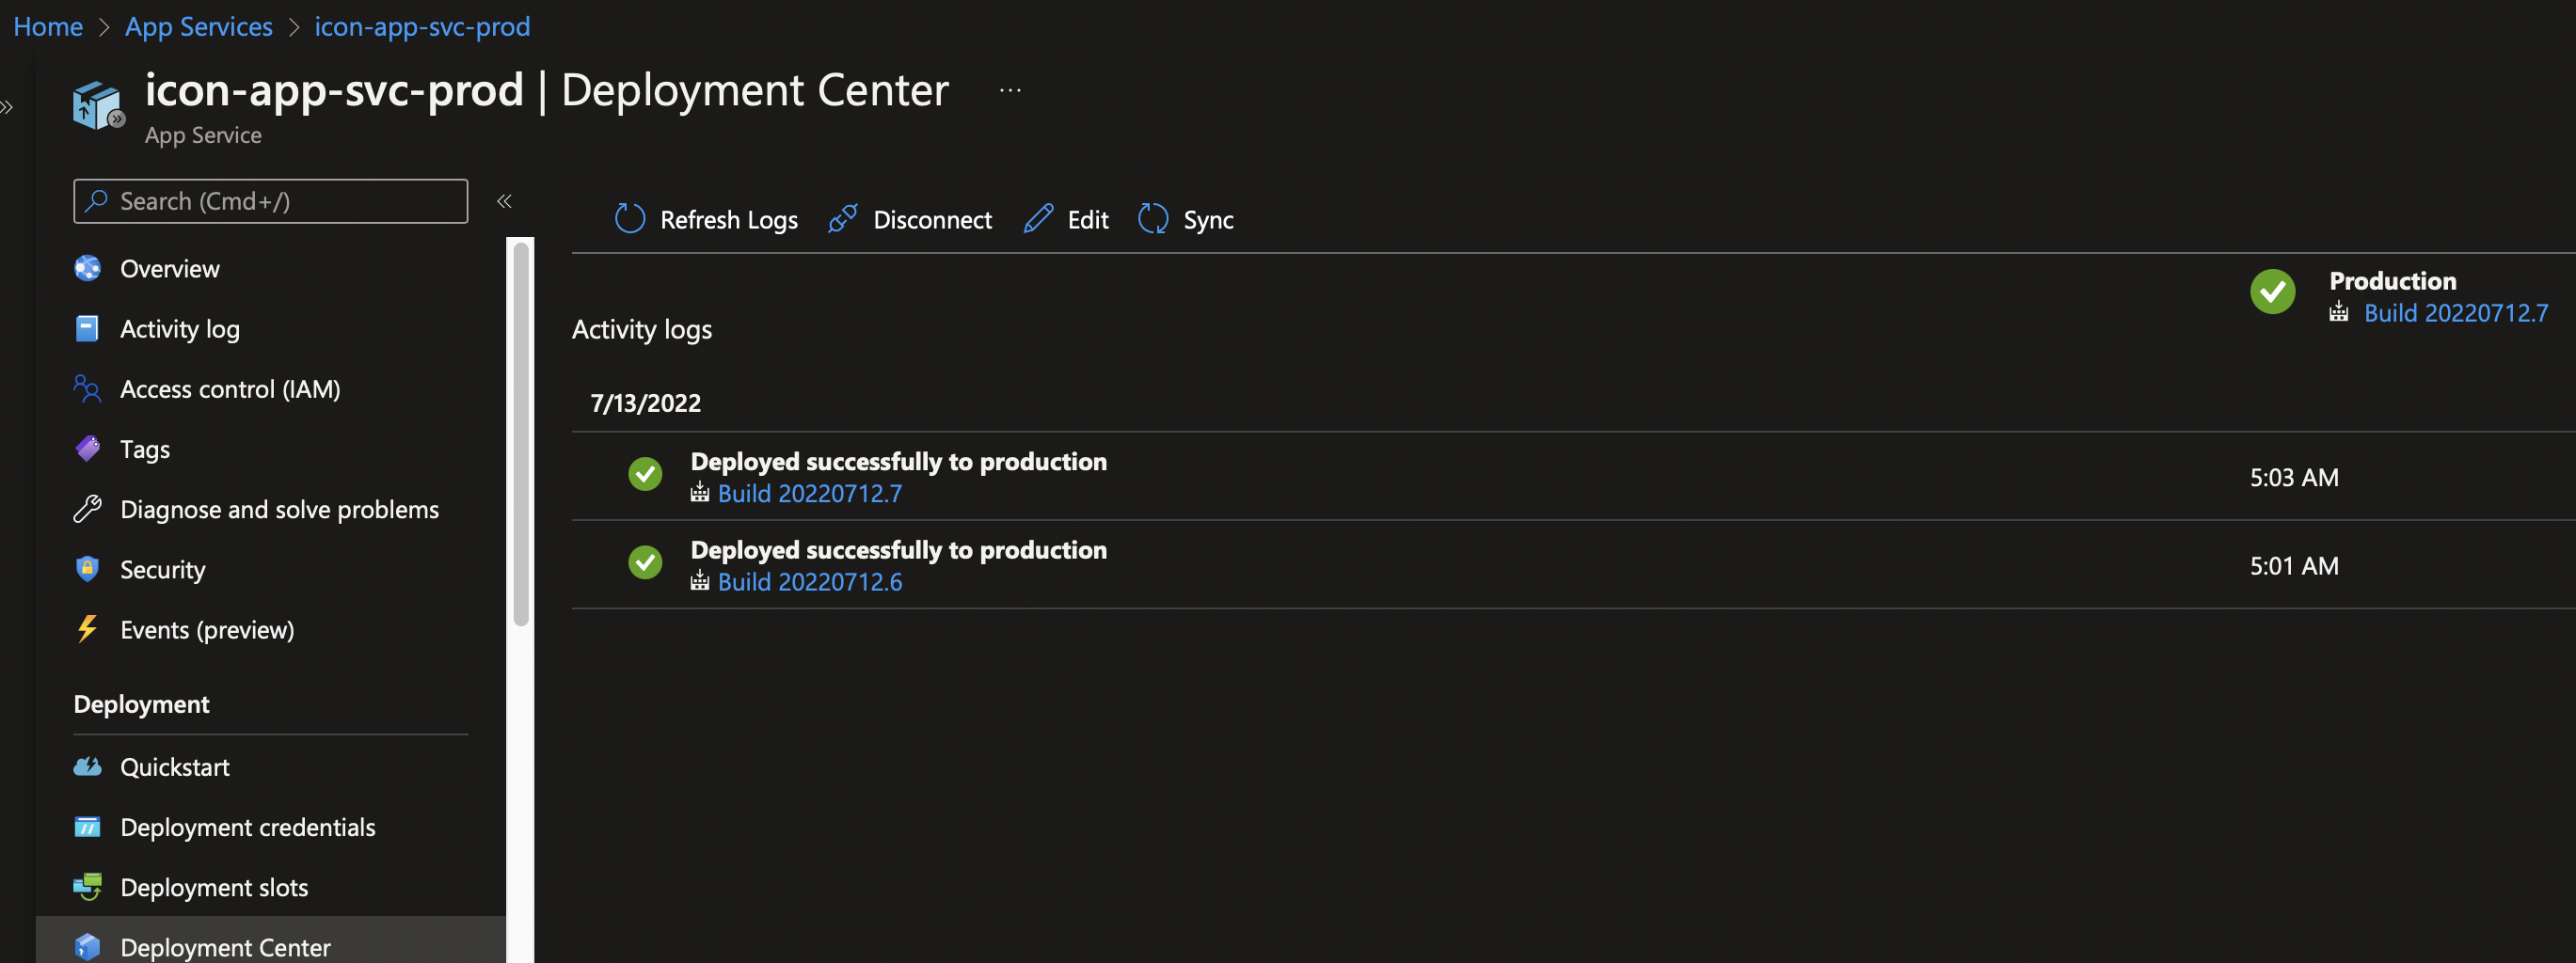 Home > App Services > icon-app-svc-prod
icon-app-svc-prod | Deployment Center ...
App Service
Search (Cmd+/)
Overview
Activity log
Access control (IAM)
Tags
Diagnose and solve problems
Security
Events (preview)
Deployment
Quickstart
Deployment credentials
Deployment slots
Deployment Center
Refresh Logs Disconnect Edit Sync
Production
Build 20220712.7
Activity logs
7/13/2022
Deployed successfully to production
Build 20220712.7
5:03 AM
Deployed successfully to production
Build 20220712.6
5:01 AM